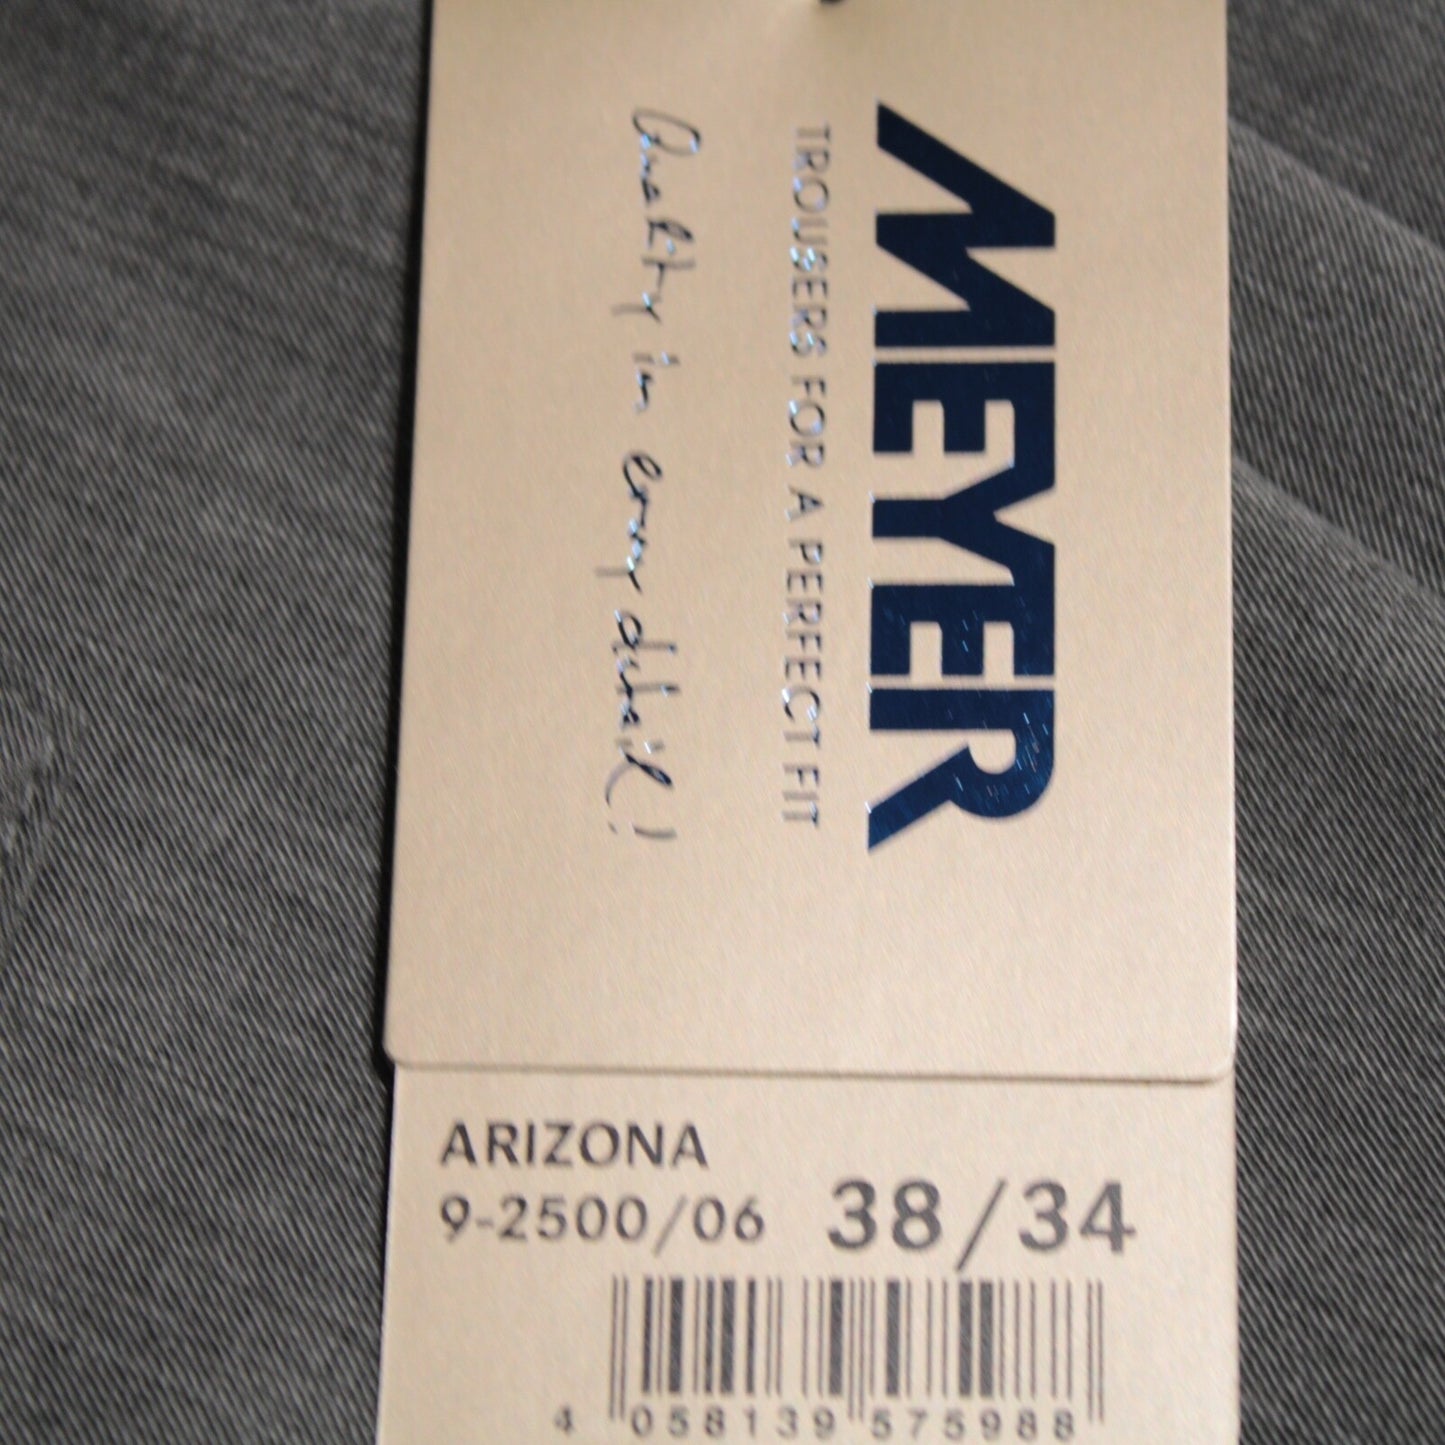 MEYER
TROUSERS FOR A PERFECT FIT
Quality in every detail!
ARIZONA
9-2500/06 38/34
4 058139 575988